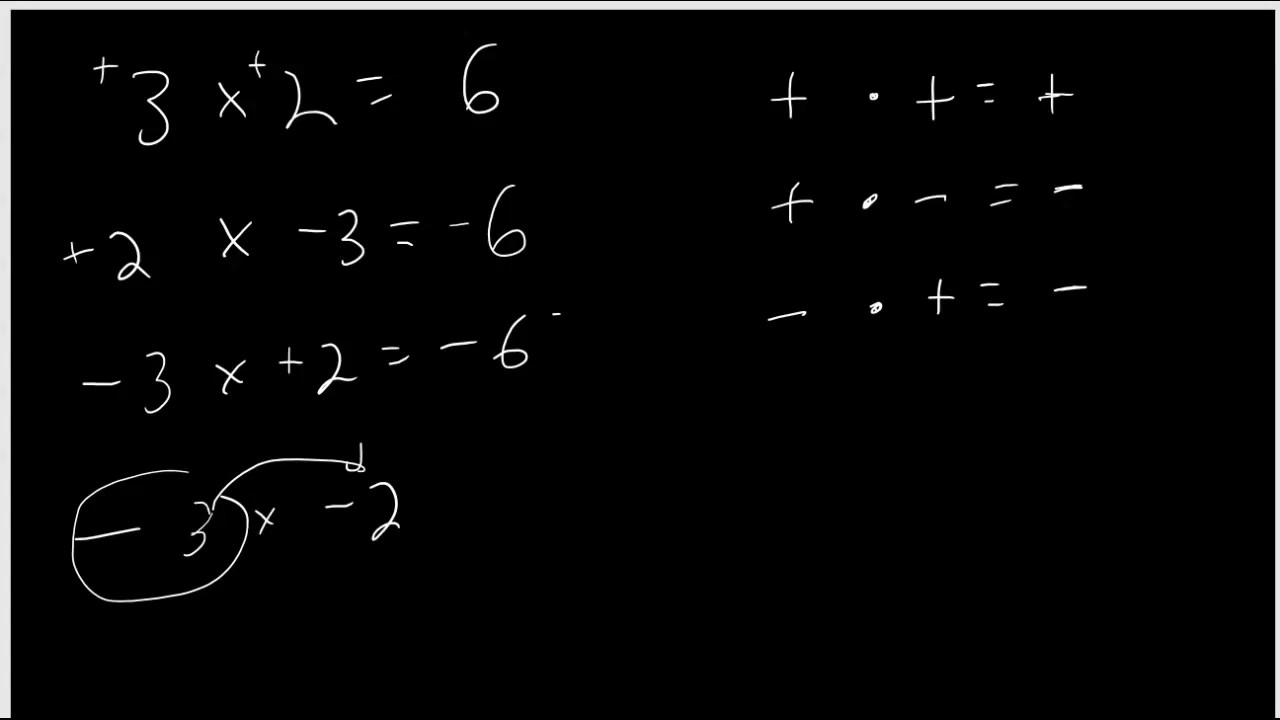 +3 x +2 = 6
+2 x -3 = -6
-3 x +2 = -6
-3 x -2
+ · + = +
+ · - = -
- · + = -